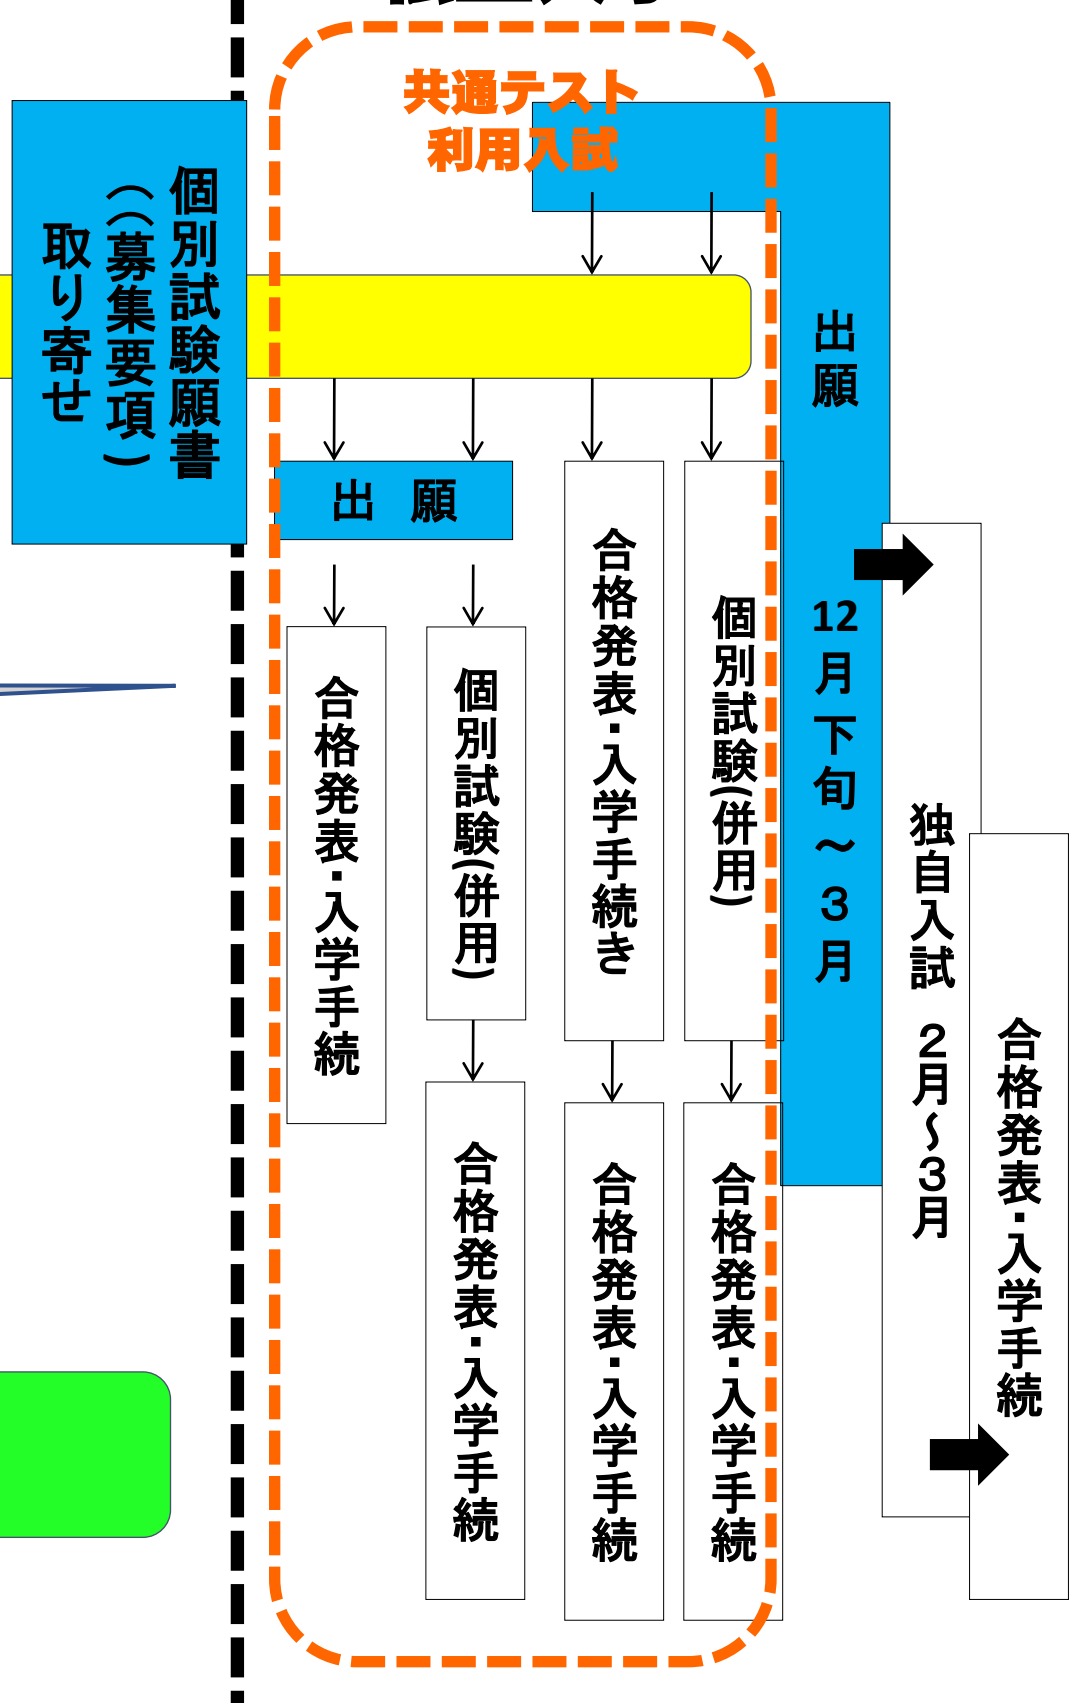 共通テスト
利用入試
個別試験願書
（（募集要項）
取り寄せ
出願
12月下旬～３月
出　願
合格発表・入学手続
個別試験(併用)
合格発表・入学手続
合格発表・入学手続き
合格発表・入学手続
個別試験(併用)
合格発表・入学手続
独自入試　２月～３月
合格発表・入学手続